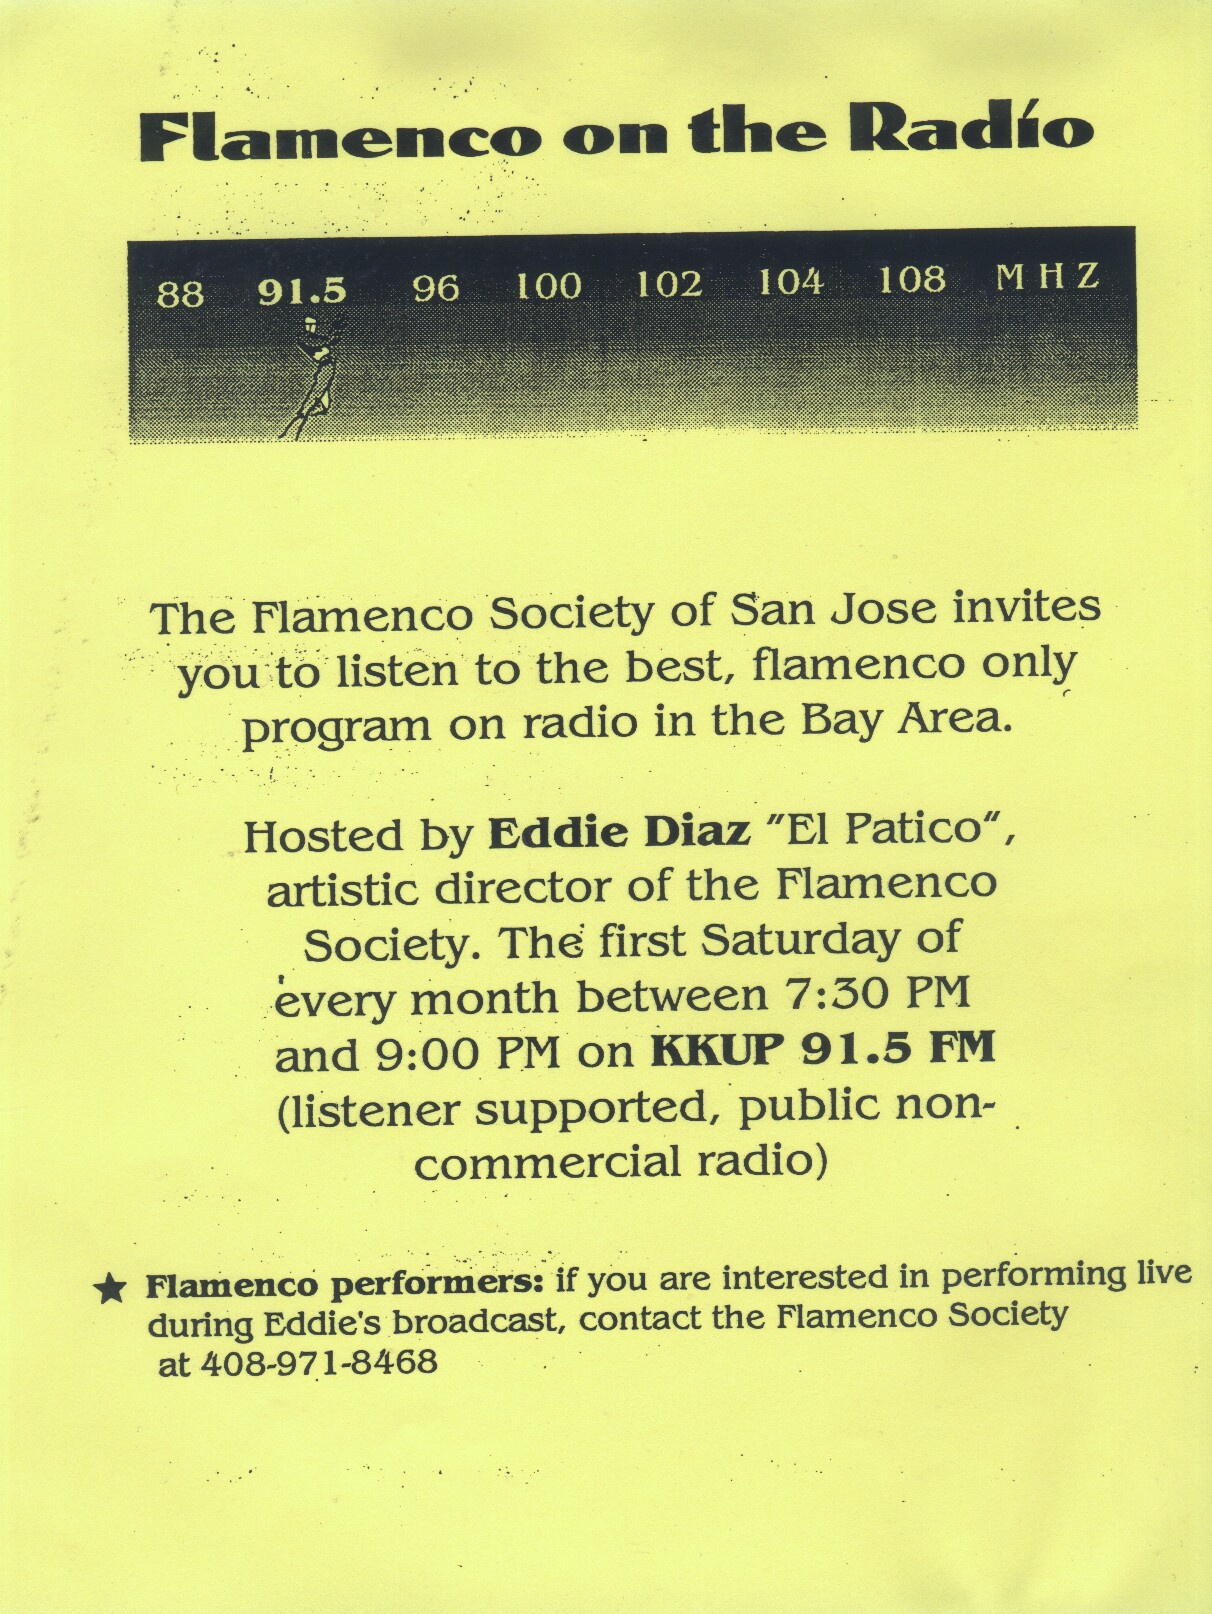 Flamenco on the Radío
88 91.5 96 100 102 104 108 MHZ
The Flamenco Society of San Jose invites
you to listen to the best, flamenco only
program on radio in the Bay Area.
Hosted by Eddie Diaz "El Patico",
artistic director of the Flamenco
Society. The first Saturday of
every month between 7:30 PM
and 9:00 PM on KKUP 91.5 FM
(listener supported, public non-
commercial radio)
★ Flamenco performers: if you are interested in performing live
during Eddie's broadcast, contact the Flamenco Society
at 408-971-8468